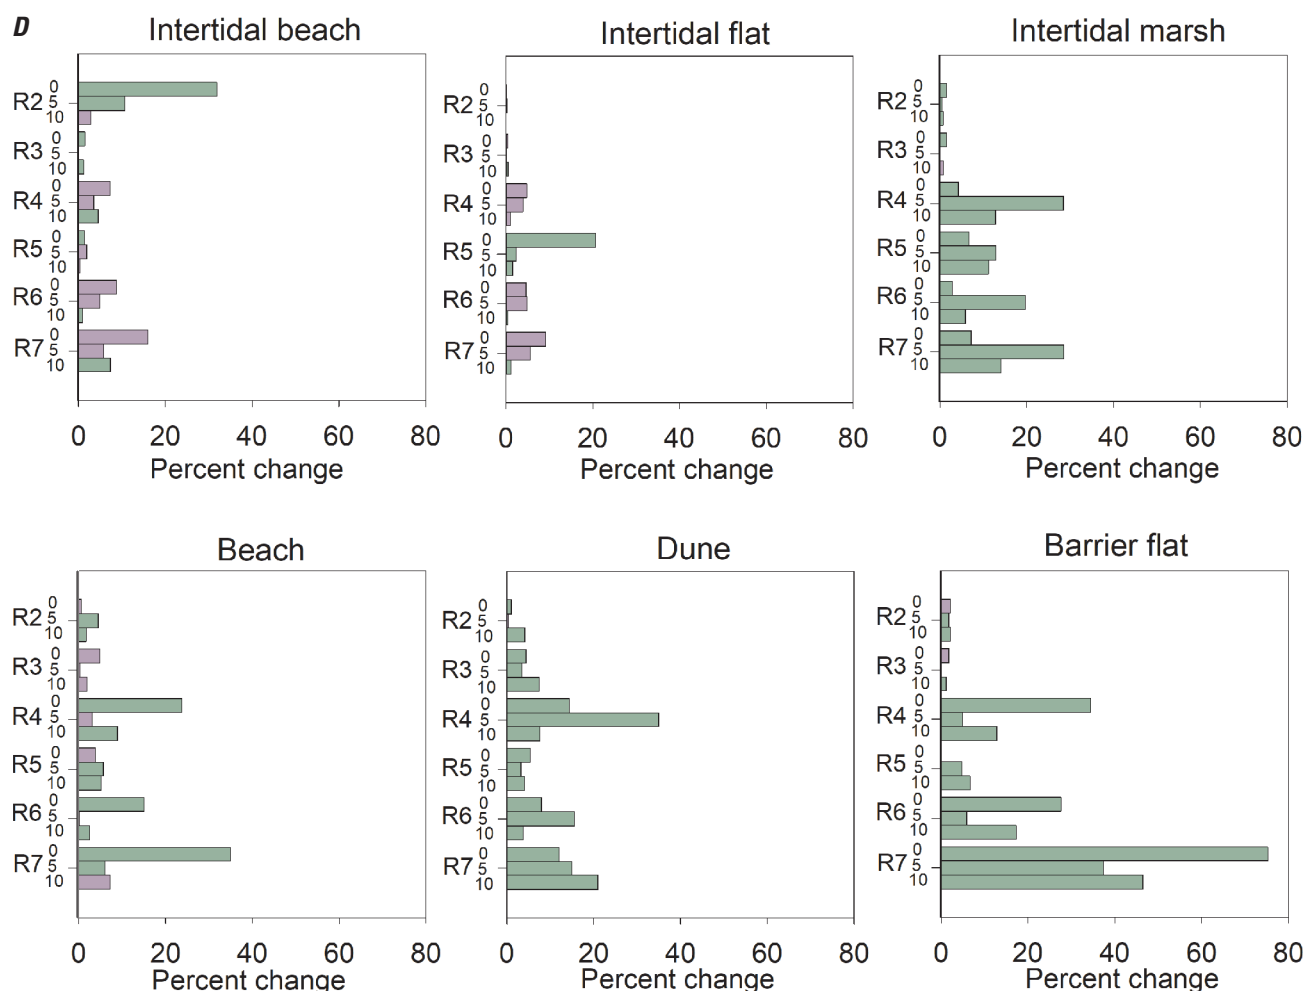 D
Intertidal beach
R2 0 5 10
R3 0 5 10
R4 0 5 10
R5 0 5 10
R6 0 5 10
R7 0 5 10
0 20 40 60 80
Percent change
Intertidal flat
R2 0 5 10
R3 0 5 10
R4 0 5 10
R5 0 5 10
R6 0 5 10
R7 0 5 10
0 20 40 60 80
Percent change
Intertidal marsh
R2 0 5 10
R3 0 5 10
R4 0 5 10
R5 0 5 10
R6 0 5 10
R7 0 5 10
0 20 40 60 80
Percent change
Beach
R2 0 5 10
R3 0 5 10
R4 0 5 10
R5 0 5 10
R6 0 5 10
R7 0 5 10
0 20 40 60 80
Percent change
Dune
R2 0 5 10
R3 0 5 10
R4 0 5 10
R5 0 5 10
R6 0 5 10
R7 0 5 10
0 20 40 60 80
Percent change
Barrier flat
R2 0 5 10
R3 0 5 10
R4 0 5 10
R5 0 5 10
R6 0 5 10
R7 0 5 10
0 20 40 60 80
Percent change